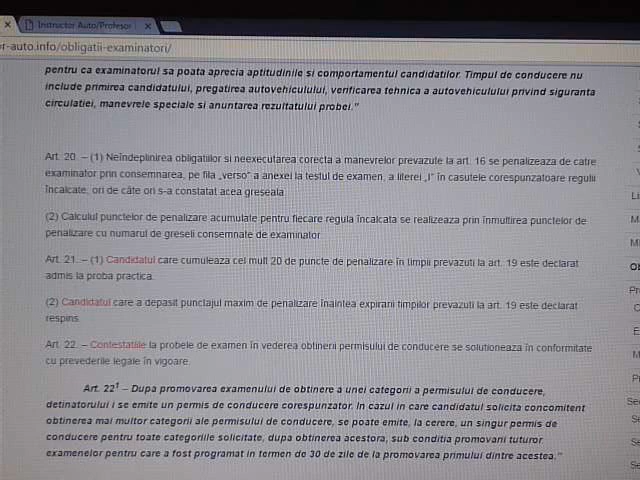 Instructor Auto/Profesor
r-auto.info/obligatii-examinatori/
pentru ca examinatorul sa poata aprecia aptitudinile si comportamentul candidatilor. Timpul de conducere nu
include primirea candidatului, pregatirea autovehiculului, verificarea tehnica a autovehiculului privind siguranta
circulatiei, manevrele speciale si anuntarea rezultatului probei."
Art. 20. – (1) Neîndeplinirea obligatiilor si neexecutarea corecta a manevrelor prevazute la art. 16 se penalizeaza de catre
examinator prin consemnarea, pe fila „verso" a anexei la testul de examen, a literei „I" în casutele corespunzatoare regulii
încalcate, ori de câte ori s-a constatat acea greseala.
(2) Calculul punctelor de penalizare acumulate pentru fiecare regula încalcata se realizeaza prin înmultirea punctelor de
penalizare cu numarul de greseli consemnate de examinator.
Art. 21. – (1) Candidatul care cumuleaza cel mult 20 de puncte de penalizare în timpii prevazuti la art. 19 este declarat
admis la proba practica.
(2) Candidatul care a depasit punctajul maxim de penalizare înaintea expirarii timpilor prevazuti la art. 19 este declarat
respins.
Art. 22. – Contestatiile la probele de examen în vederea obtinerii permisului de conducere se solutioneaza în conformitate
cu prevederile legale în vigoare.
Art. 22¹ – Dupa promovarea examenului de obtinere a unei categorii a permisului de conducere,
detinatorului i se emite un permis de conducere corespunzator. In cazul in care candidatul solicita concomitent
obtinerea mai multor categorii ale permisului de conducere, se poate emite, la cerere, un singur permis de
conducere pentru toate categoriile solicitate, dupa obtinerea acestora, sub conditia promovarii tuturor
examenelor pentru care a fost programat in termen de 30 de zile de la promovarea primului dintre acestea."